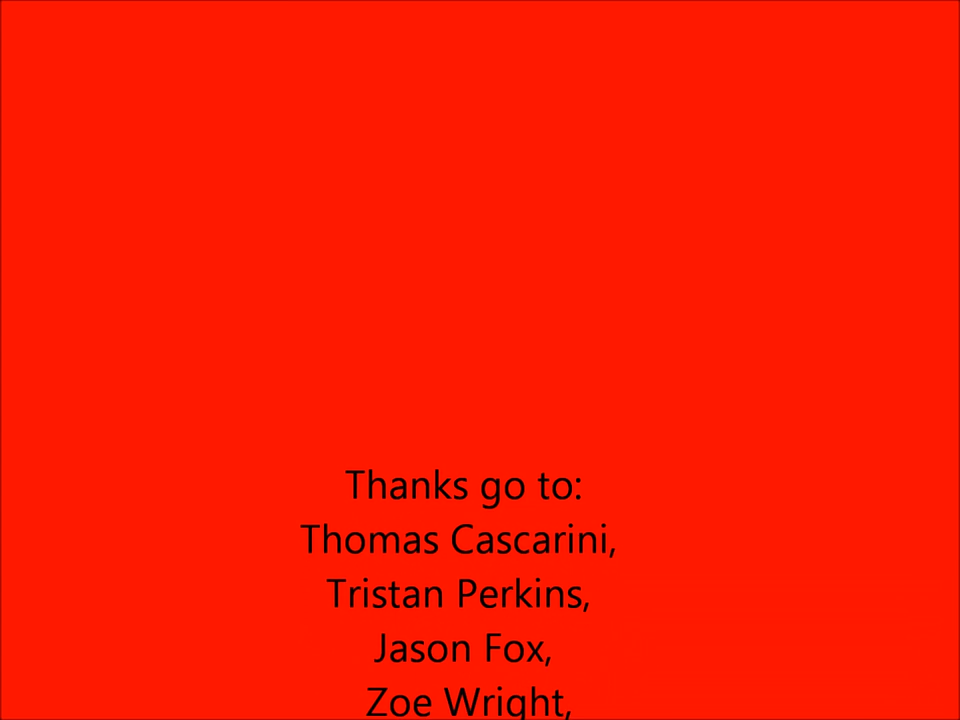 Thanks go to:
Thomas Cascarini,
Tristan Perkins,
Jason Fox,
Zoe Wright,